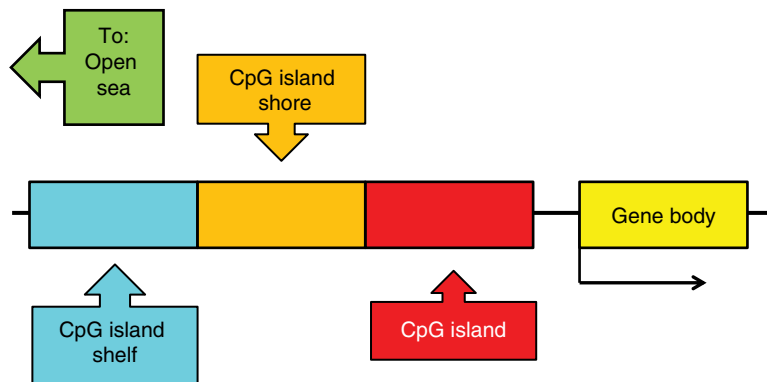 To:
Open
sea
CpG island
shore
Gene body
CpG island
shelf
CpG island